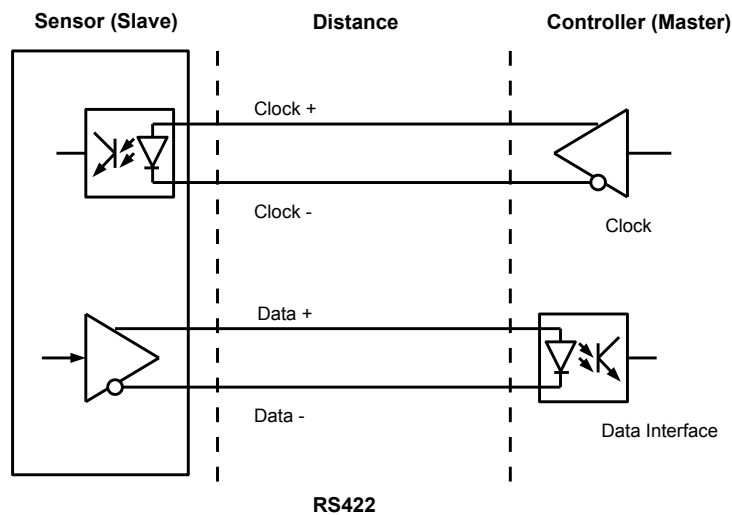 Sensor (Slave)
Distance
Controller (Master)
Clock +
Clock -
Clock
Data +
Data -
Data Interface
RS422